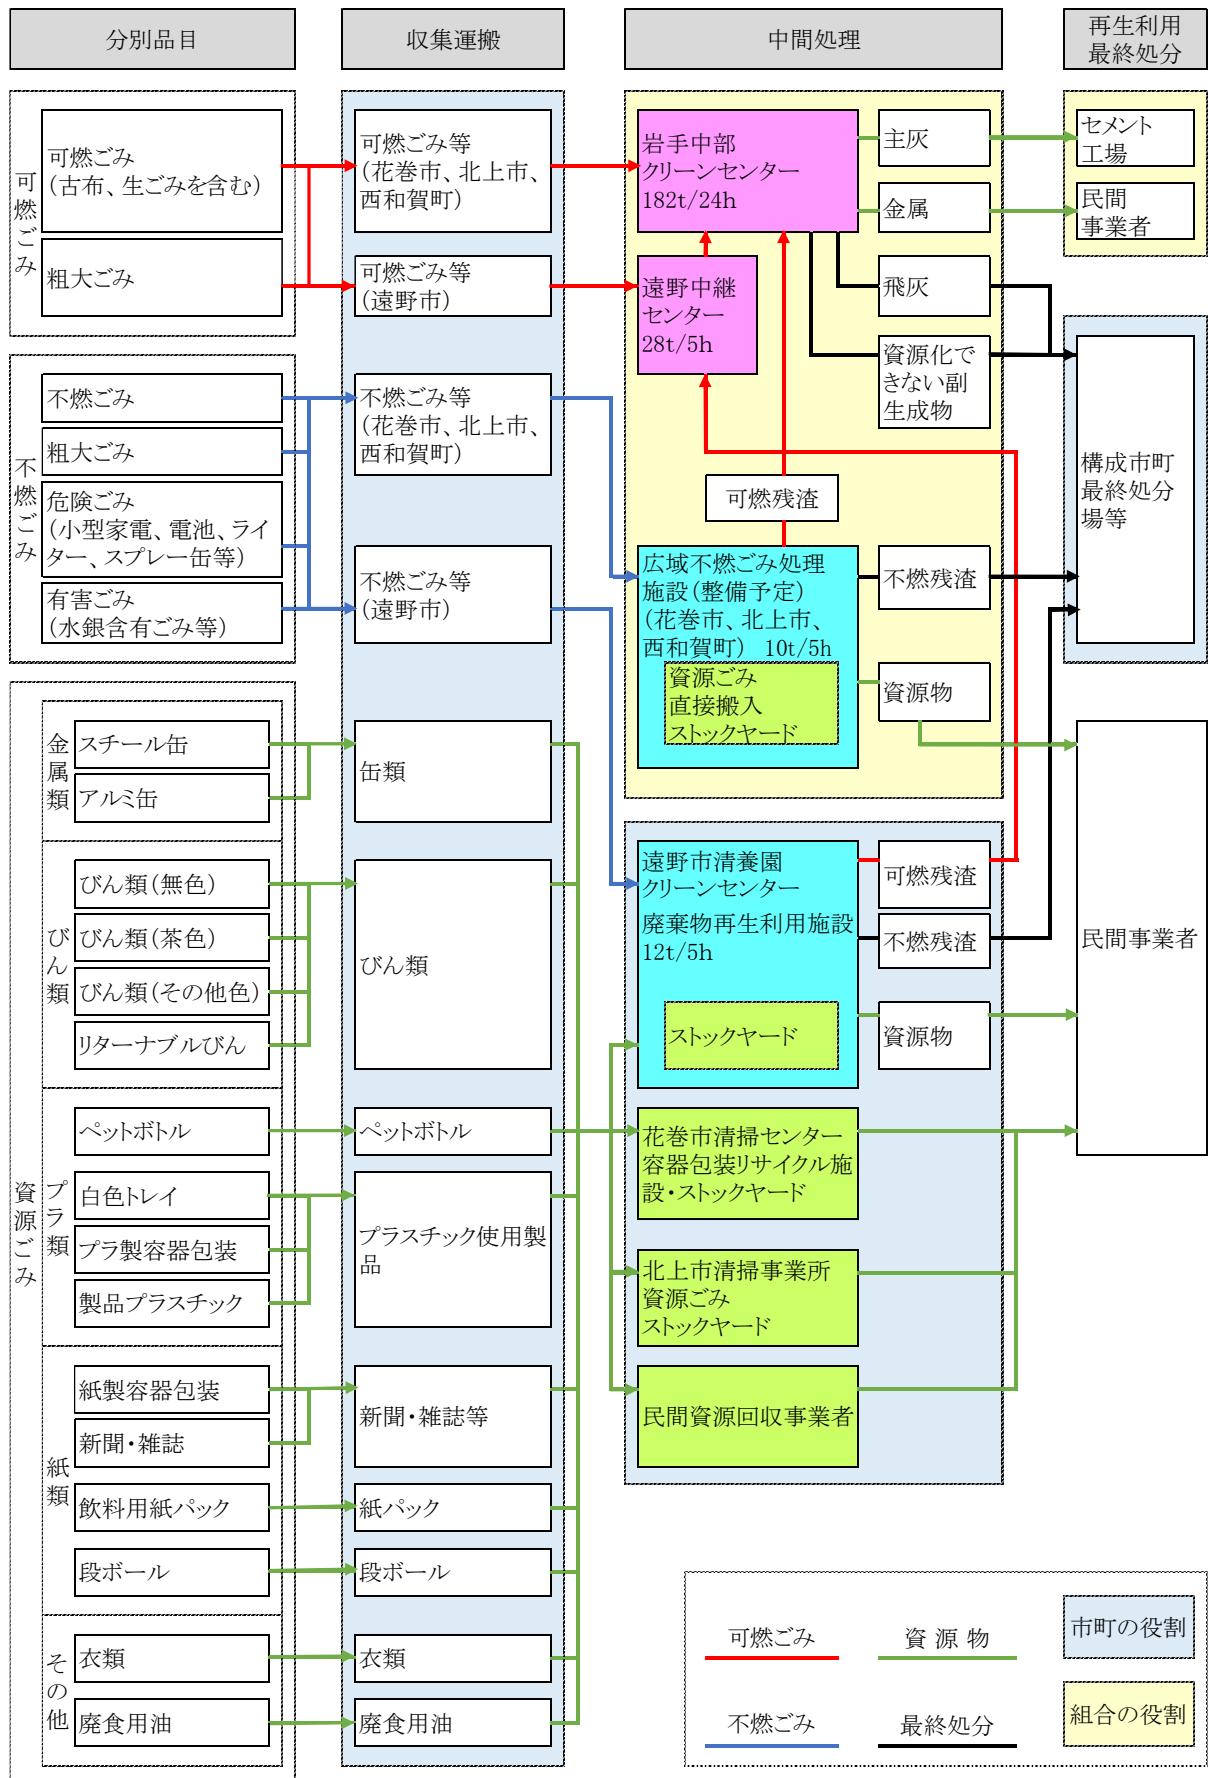 分別品目
収集運搬
中間処理
再生利用
最終処分
可燃ごみ
可燃ごみ
（古布、生ごみを含む）
粗大ごみ
可燃ごみ等
（花巻市、北上市、
西和賀町）
可燃ごみ等
（遠野市）
岩手中部
クリーンセンター
182t/24h
遠野中継
センター
28t/5h
主灰
金属
飛灰
資源化で
きない副
生成物
セメント
工場
民間
事業者
不燃ごみ
不燃ごみ
粗大ごみ
危険ごみ
（小型家電、電池、ライ
ター、スプレー缶等）
有害ごみ
（水銀含有ごみ等）
不燃ごみ等
（花巻市、北上市、
西和賀町）
不燃ごみ等
（遠野市）
可燃残渣
広域不燃ごみ処理
施設（整備予定）
（花巻市、北上市、
西和賀町） 10t/5h
資源ごみ
直接搬入
ストックヤード
不燃残渣
資源物
構成市町
最終処分
場等
資源ごみ
金属類
スチール缶
アルミ缶
缶類
びん類
びん類（無色）
びん類（茶色）
びん類（その他色）
リターナブルびん
びん類
遠野市清養園
クリーンセンター
廃棄物再生利用施設
12t/5h
ストックヤード
可燃残渣
不燃残渣
資源物
民間事業者
プラ類
ペットボトル
白色トレイ
プラ製容器包装
製品プラスチック
ペットボトル
プラスチック使用製
品
花巻市清掃センター
容器包装リサイクル施
設・ストックヤード
北上市清掃事業所
資源ごみ
ストックヤード
民間資源回収事業者
紙類
紙製容器包装
新聞・雑誌
飲料用紙パック
段ボール
新聞・雑誌等
紙パック
段ボール
その他
衣類
廃食用油
衣類
廃食用油
可燃ごみ
資源物
市町の役割
不燃ごみ
最終処分
組合の役割